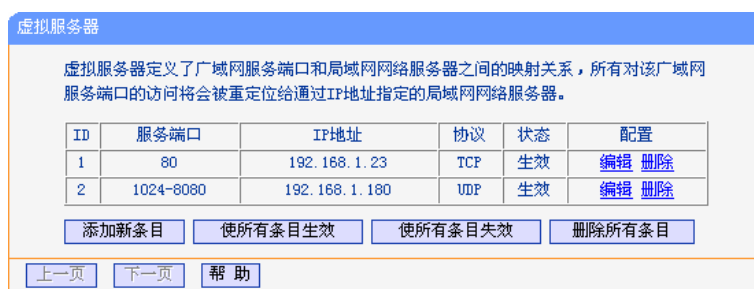 虚拟服务器
虚拟服务器定义了广域网服务端口和局域网网络服务器之间的映射关系，所有对该广域网
服务端口的访问将会被重定位给通过IP地址指定的局域网网络服务器。
ID 服务端口 IP地址 协议 状态 配置
1 80 192.168.1.23 TCP 生效 编辑 删除
2 1024-8080 192.168.1.180 UDP 生效 编辑 删除
添加新条目 使所有条目生效 使所有条目失效 删除所有条目
上一页 下一页 帮 助